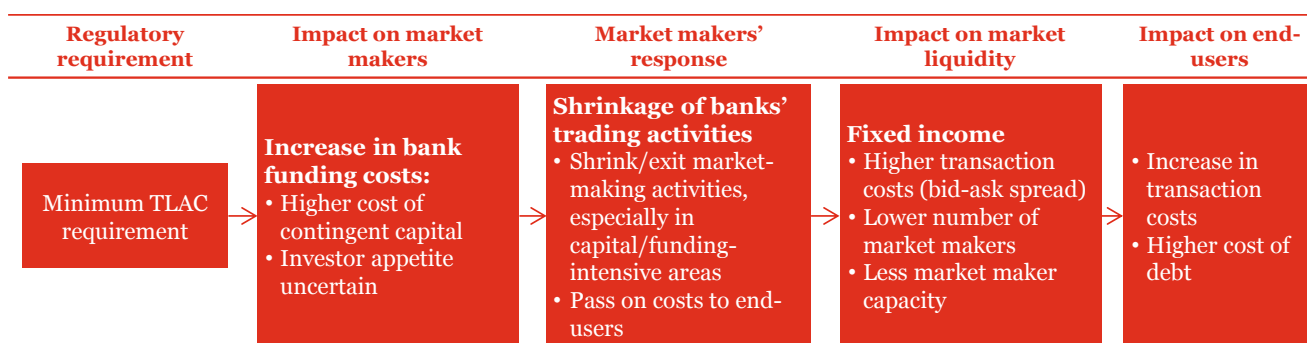 Regulatory
requirement
Impact on market
makers
Market makers'
response
Impact on market
liquidity
Impact on end-
users
Minimum TLAC
requirement
Increase in bank
funding costs:
• Higher cost of
contingent capital
• Investor appetite
uncertain
Shrinkage of banks'
trading activities
• Shrink/exit market-
making activities,
especially in
capital/funding-
intensive areas
• Pass on costs to end-
users
Fixed income
• Higher transaction
costs (bid-ask spread)
• Lower number of
market makers
• Less market maker
capacity
• Increase in
transaction
costs
• Higher cost of
debt